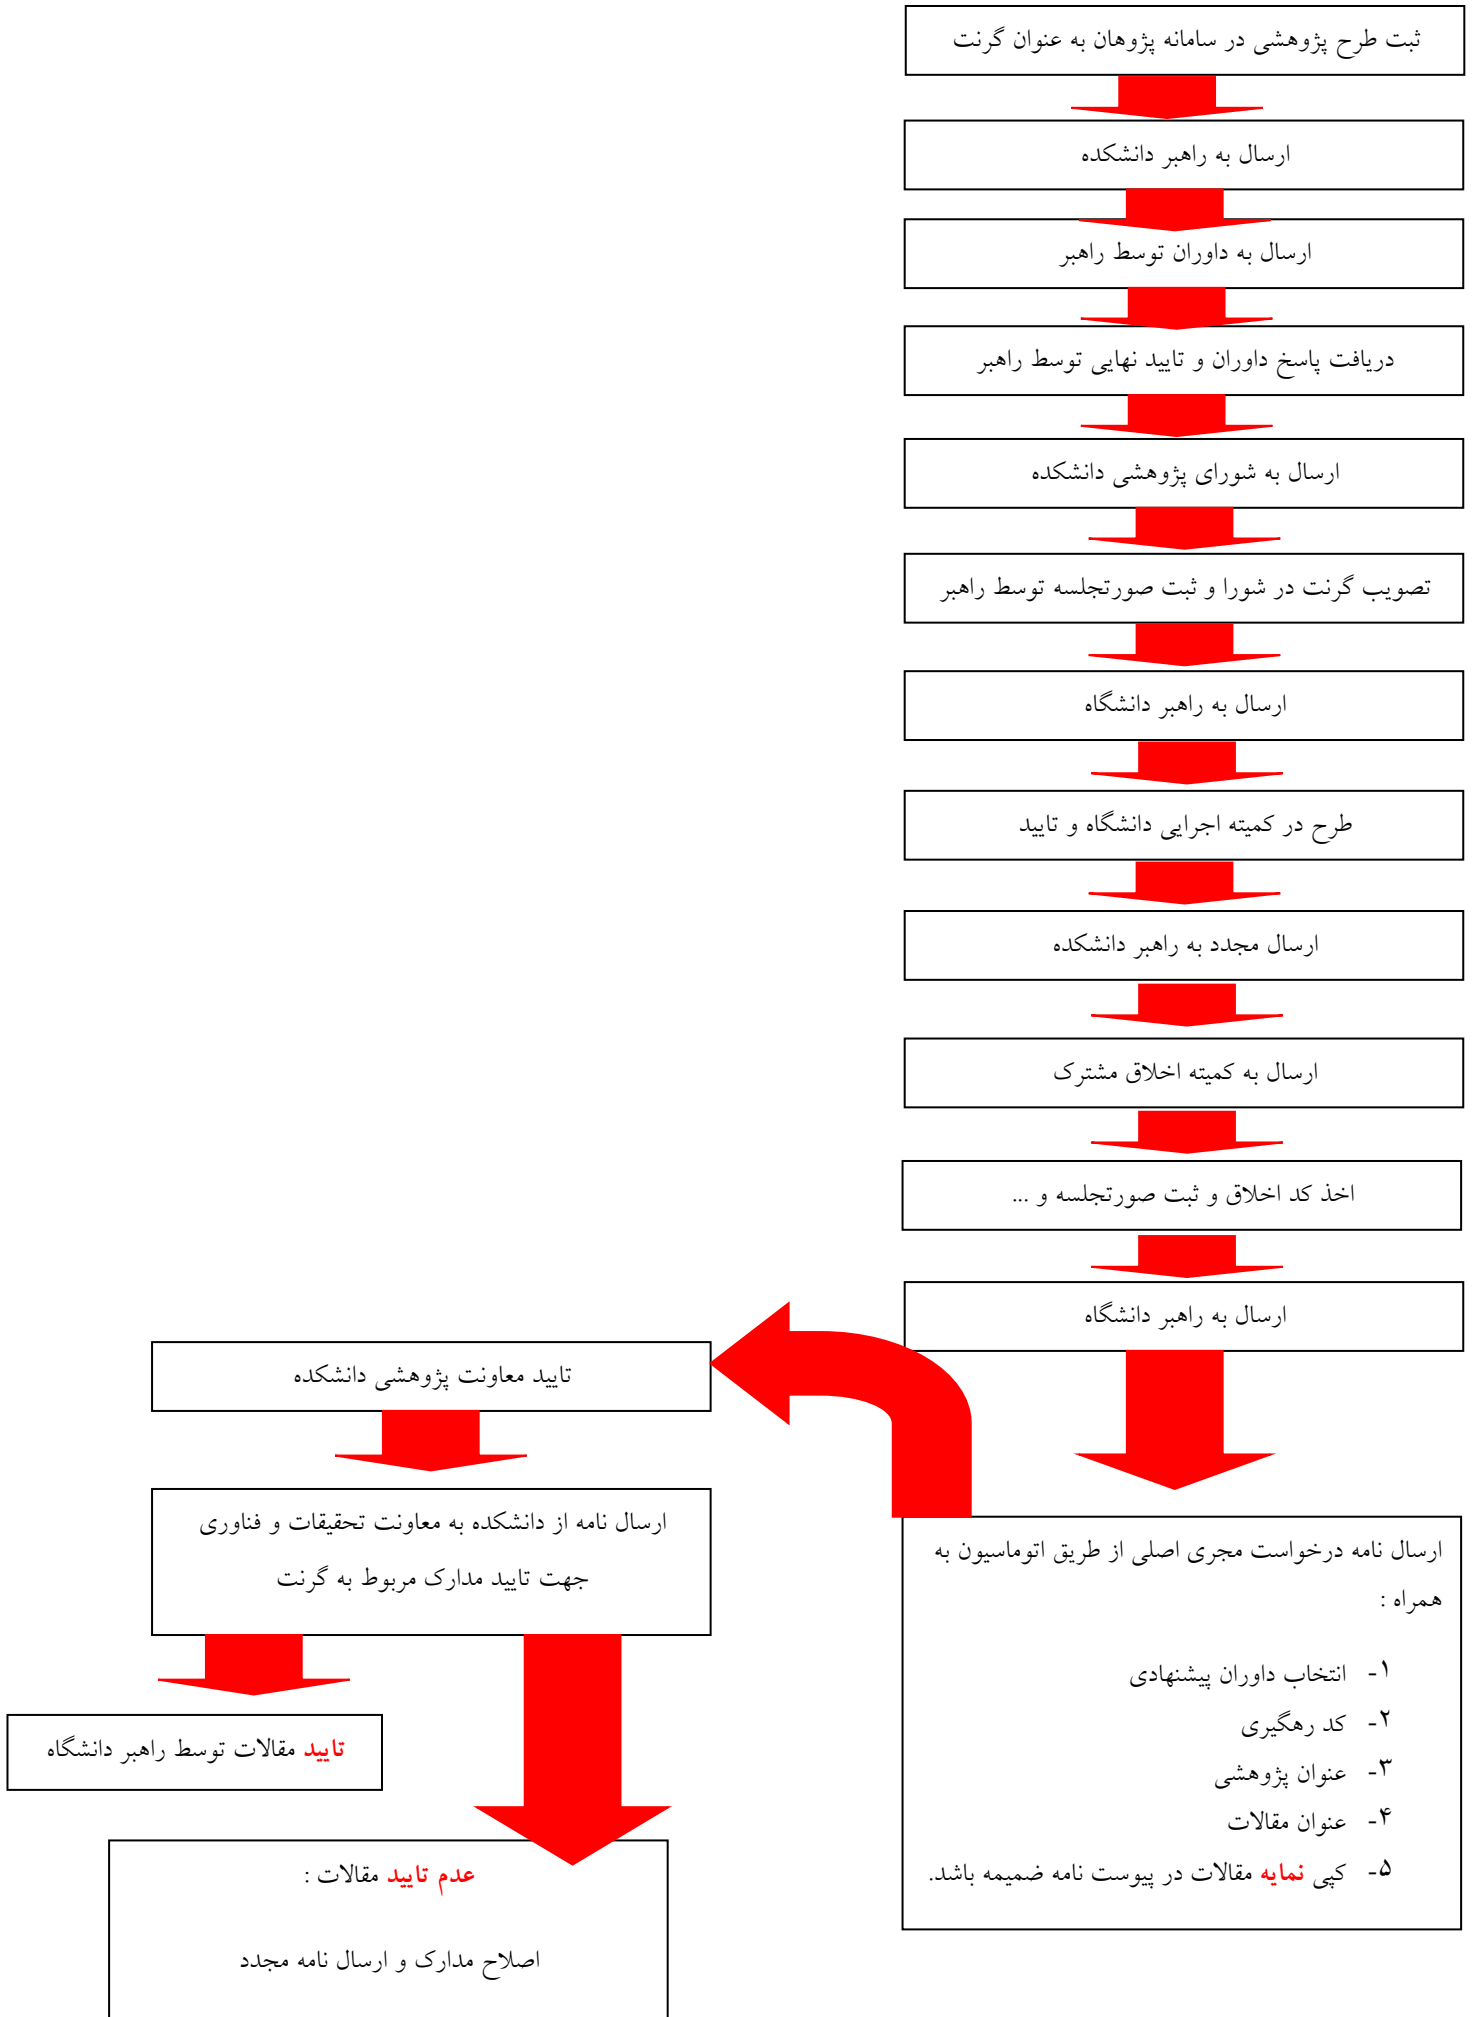 ثبت طرح پژوهشی در سامانه پژوهان به عنوان گرنت
ارسال به راهبر دانشکده
ارسال به داوران توسط راهبر
دریافت پاسخ داوران و تایید نهایی توسط راهبر
ارسال به شورای پژوهشی دانشکده
تصویب گرنت در شورا و ثبت صورتجلسه توسط راهبر
ارسال به راهبر دانشگاه
طرح در کمیته اجرایی دانشگاه و تایید
ارسال مجدد به راهبر دانشکده
ارسال به کمیته اخلاق مشترک
اخذ کد اخلاق و ثبت صورتجلسه و ...
ارسال به راهبر دانشگاه
ارسال نامه درخواست مجری اصلی از طریق اتوماسیون به
همراه :
۱- انتخاب داوران پیشنهادی
۲- کد رهگیری
۳- عنوان پژوهشی
۴- عنوان مقالات
۵- کپی نمایه مقالات در پیوست نامه ضمیمه باشد.
تایید معاونت پژوهشی دانشکده
ارسال نامه از دانشکده به معاونت تحقیقات و فناوری
جهت تایید مدارک مربوط به گرنت
تایید مقالات توسط راهبر دانشگاه
عدم تایید مقالات :
اصلاح مدارک و ارسال نامه مجدد